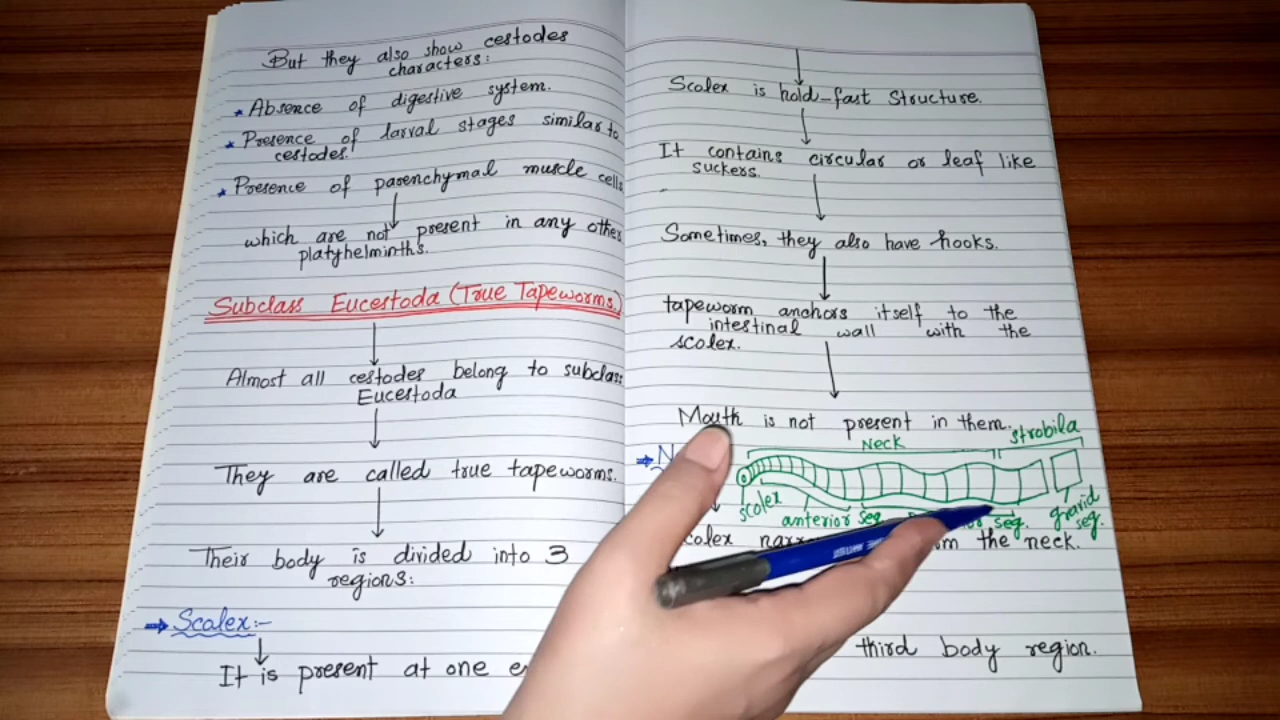 But they also show cestodes
characters:
* Absence of digestive system.
* Presence of larval stages similar to
cestodes.
* Presence of parenchymal muscle cells
which are not present in any other
platyhelminths.
Subclass Eucestoda (True Tapeworms)
Almost all cestodes belong to subclass
Eucestoda
They are called true tapeworms.
Their body is divided into 3
regions:
Scolex:-
It is present at one
Scolex is hold-fast structure.
It contains circular or leaf like
suckers.
Sometimes, they also have hooks.
tapeworm anchors itself to the
intestinal wall with the
scolex.
Mouth is not present in them.
Neck
strobila
scolex
anterior seg.
seg.
gravid
seg.
the neck.
third body region.